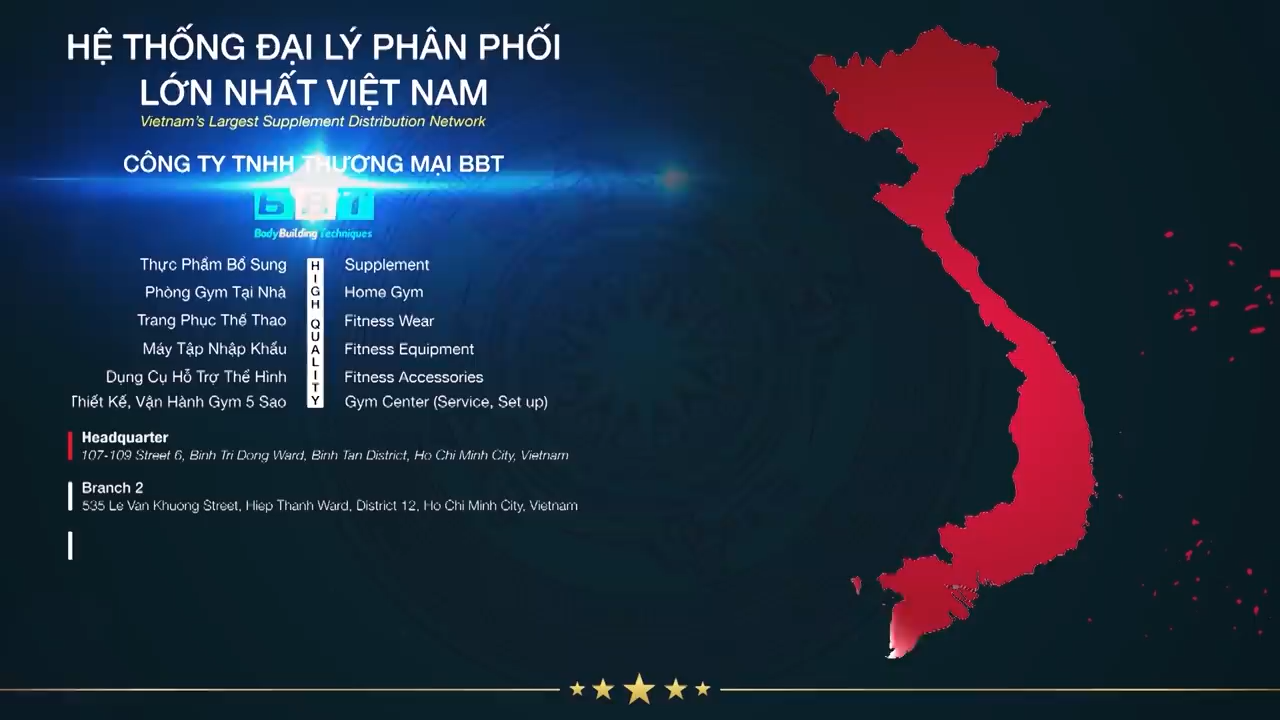 HỆ THỐNG ĐẠI LÝ PHÂN PHỐI
LỚN NHẤT VIỆT NAM
Vietnam's Largest Supplement Distribution Network
CÔNG TY TNHH THƯƠNG MẠI BBT
BodyBuilding Techniques
Thực Phẩm Bổ Sung
Supplement
Phòng Gym Tại Nhà
Home Gym
Trang Phục Thể Thao
Fitness Wear
Máy Tập Nhập Khẩu
Fitness Equipment
Dụng Cụ Hỗ Trợ Thể Hình
Fitness Accessories
Thiết Kế, Vận Hành Gym 5 Sao
Gym Center (Service, Set up)
HIGH QUALITY
Headquarter
107-109 Street 6, Binh Tri Dong Ward, Binh Tan District, Ho Chi Minh City, Vietnam
Branch 2
535 Le Van Khuong Street, Hiep Thanh Ward, District 12, Ho Chi Minh City, Vietnam